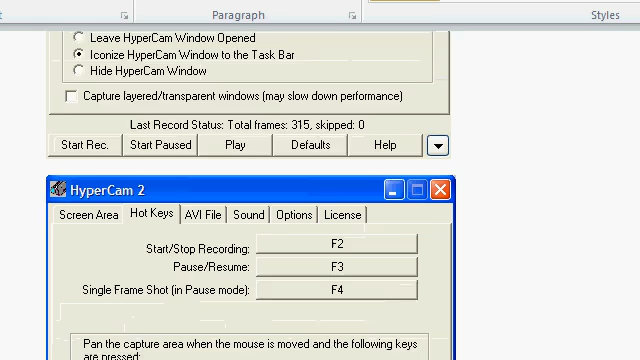 Paragraph
Styles
Leave HyperCam Window Opened
Iconize HyperCam Window to the Task Bar
Hide HyperCam Window
Capture layered/transparent windows (may slow down performance)
Last Record Status: Total frames: 315, skipped: 0
Start Rec. Start Paused Play Defaults Help
HyperCam 2
Screen Area Hot Keys AVI File Sound Options License
Start/Stop Recording: F2
Pause/Resume: F3
Single Frame Shot (in Pause mode): F4
Pan the capture area when the mouse is moved and the following keys
are pressed: